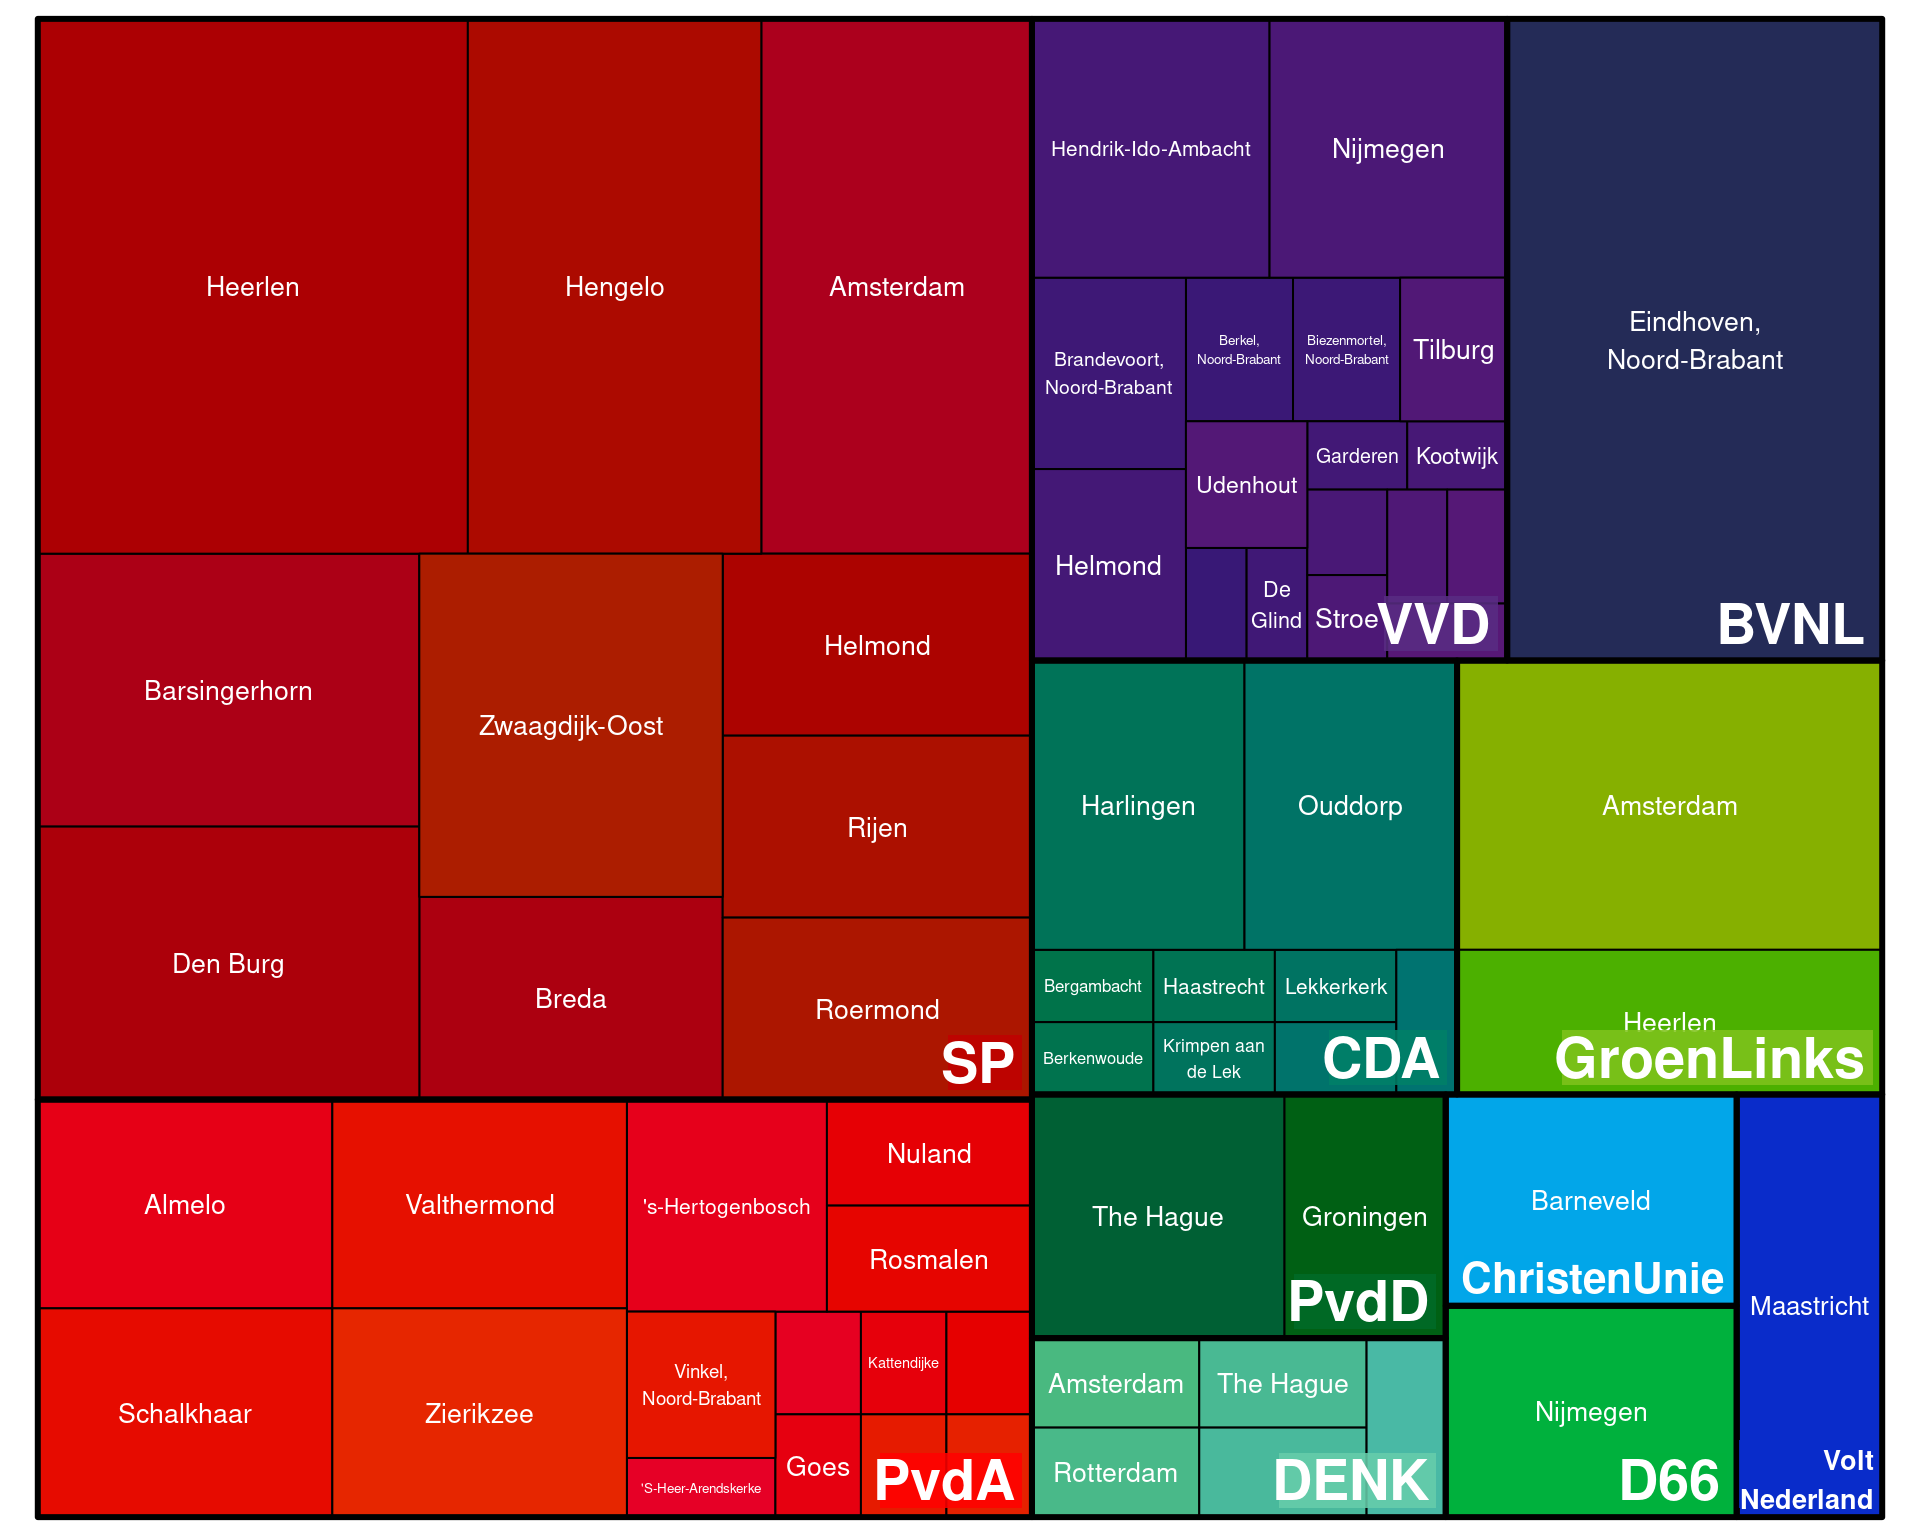 Heerlen
Hengelo
Amsterdam
Barsingerhorn
Den Burg
Zwaagdijk-Oost
Breda
Helmond
Rijen
Roermond
SP
Almelo
Valthermond
Schalkhaar
Zierikzee
's-Hertogenbosch
Nuland
Rosmalen
Vinkel,
Noord-Brabant
'S-Heer-Arendskerke
Kattendijke
Goes
PvdA
Hendrik-Ido-Ambacht
Nijmegen
Brandevoort,
Noord-Brabant
Helmond
Berkel,
Noord-Brabant
Biezenmortel,
Noord-Brabant
Tilburg
Udenhout
Garderen
Kootwijk
De
Glind
Stroe
VVD
Eindhoven,
Noord-Brabant
BVNL
Harlingen
Ouddorp
Bergambacht
Haastrecht
Lekkerkerk
Berkenwoude
Krimpen aan
de Lek
CDA
Amsterdam
Heerlen
GroenLinks
The Hague
Groningen
PvdD
Amsterdam
The Hague
Rotterdam
DENK
Barneveld
ChristenUnie
Nijmegen
D66
Maastricht
Volt
Nederland